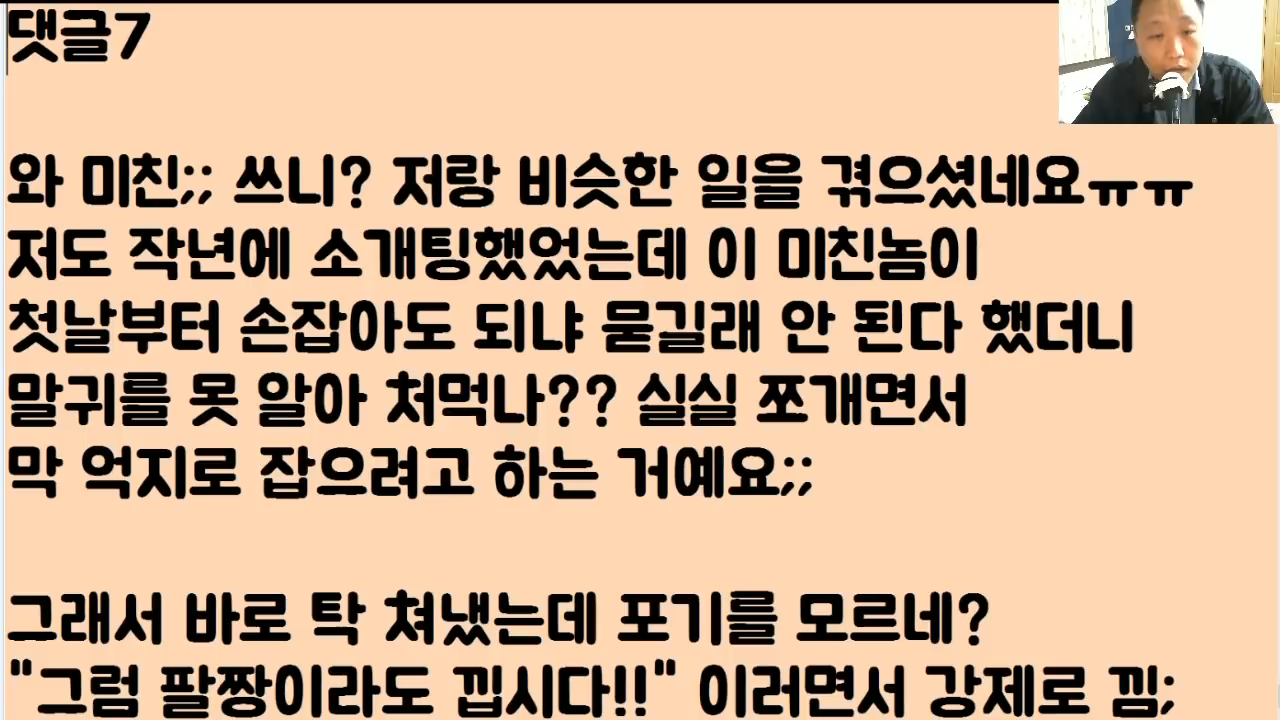 댓글7
와 미친;; 쓰니? 저랑 비슷한 일을 겪으셨네요ㅠㅠ
저도 작년에 소개팅했었는데 이 미친놈이
첫날부터 손잡아도 되냐 묻길래 안 된다 했더니
말귀를 못 알아 처먹나?? 실실 쪼개면서
막 억지로 잡으려고 하는 거예요;;
그래서 바로 탁 쳐냈는데 포기를 모르네?
"그럼 팔짱이라도 낍시다!!" 이러면서 강제로 낌;